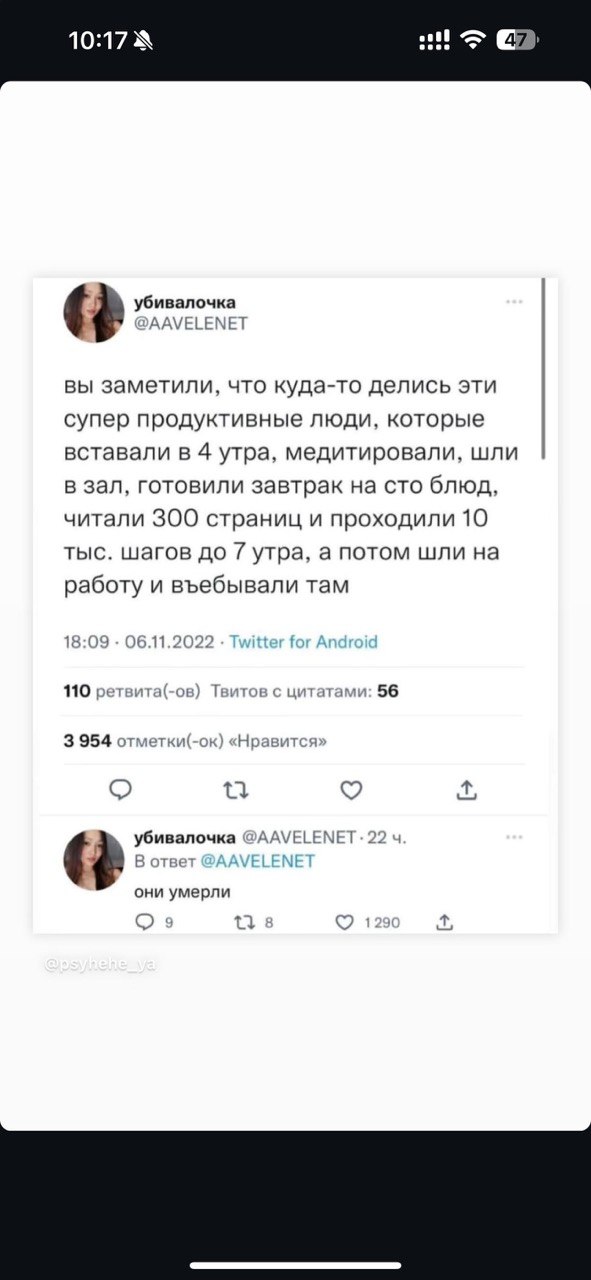 10:17
47
убивалочка
@AAVELENET
вы заметили, что куда-то делись эти
супер продуктивные люди, которые
вставали в 4 утра, медитировали, шли
в зал, готовили завтрак на сто блюд,
читали 300 страниц и проходили 10
тыс. шагов до 7 утра, а потом шли на
работу и въебывали там
18:09 · 06.11.2022 · Twitter for Android
110 ретвита(-ов) Твитов с цитатами: 56
3 954 отметки(-ок) «Нравится»
убивалочка @AAVELENET · 22 ч.
В ответ @AAVELENET
они умерли
9 8 1 290
@psyhehe_ya